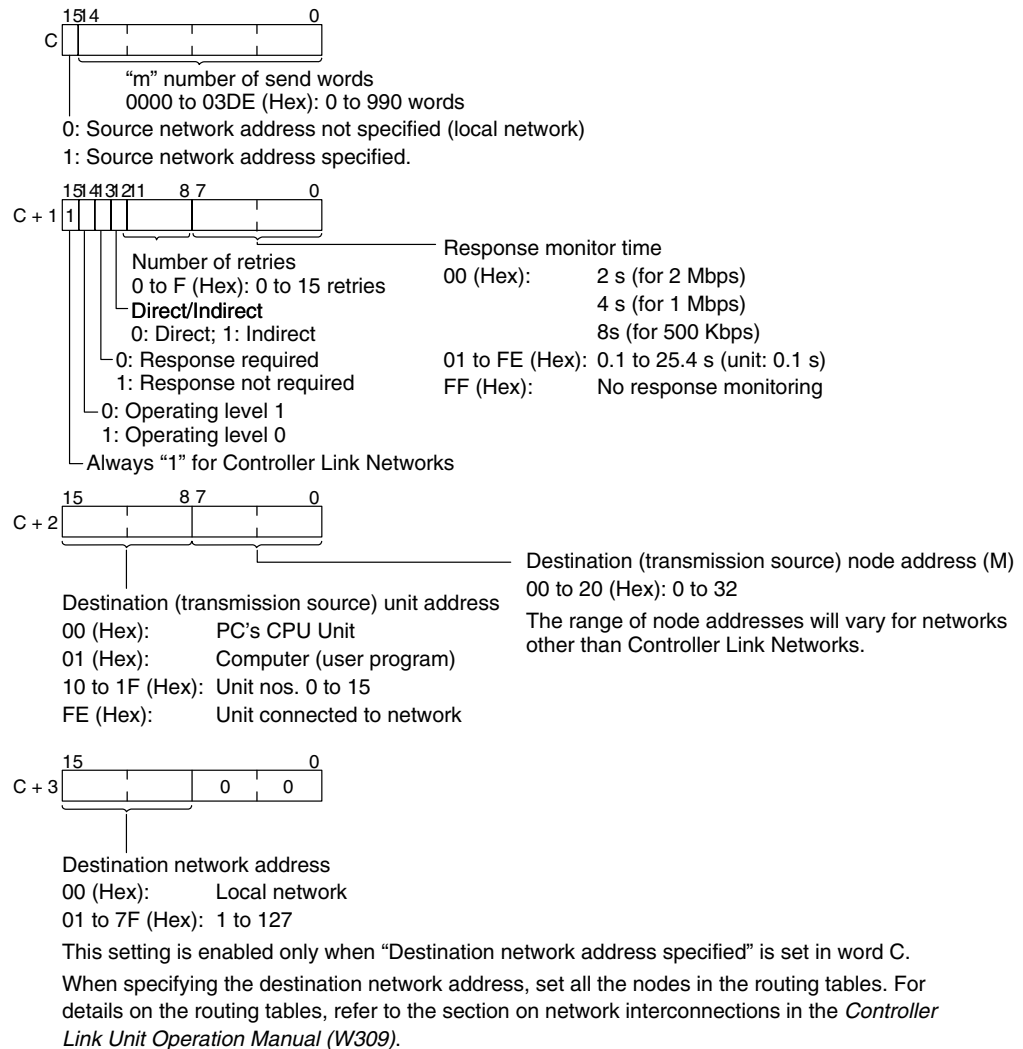 1514 0
C
“m” number of send words
0000 to 03DE (Hex): 0 to 990 words
0: Source network address not specified (local network)
1: Source network address specified.
1514131211 8 7 0
C + 1 1
Number of retries
0 to F (Hex): 0 to 15 retries
Direct/Indirect
0: Direct; 1: Indirect
0: Response required
1: Response not required
0: Operating level 1
1: Operating level 0
Always “1” for Controller Link Networks
Response monitor time
00 (Hex): 2 s (for 2 Mbps)
4 s (for 1 Mbps)
8s (for 500 Kbps)
01 to FE (Hex): 0.1 to 25.4 s (unit: 0.1 s)
FF (Hex): No response monitoring
15 8 7 0
C + 2
Destination (transmission source) unit address
00 (Hex): PC's CPU Unit
01 (Hex): Computer (user program)
10 to 1F (Hex): Unit nos. 0 to 15
FE (Hex): Unit connected to network
Destination (transmission source) node address (M)
00 to 20 (Hex): 0 to 32
The range of node addresses will vary for networks
other than Controller Link Networks.
15 0
C + 3 0 0
Destination network address
00 (Hex): Local network
01 to 7F (Hex): 1 to 127
This setting is enabled only when “Destination network address specified” is set in word C.
When specifying the destination network address, set all the nodes in the routing tables. For
details on the routing tables, refer to the section on network interconnections in the Controller
Link Unit Operation Manual (W309).